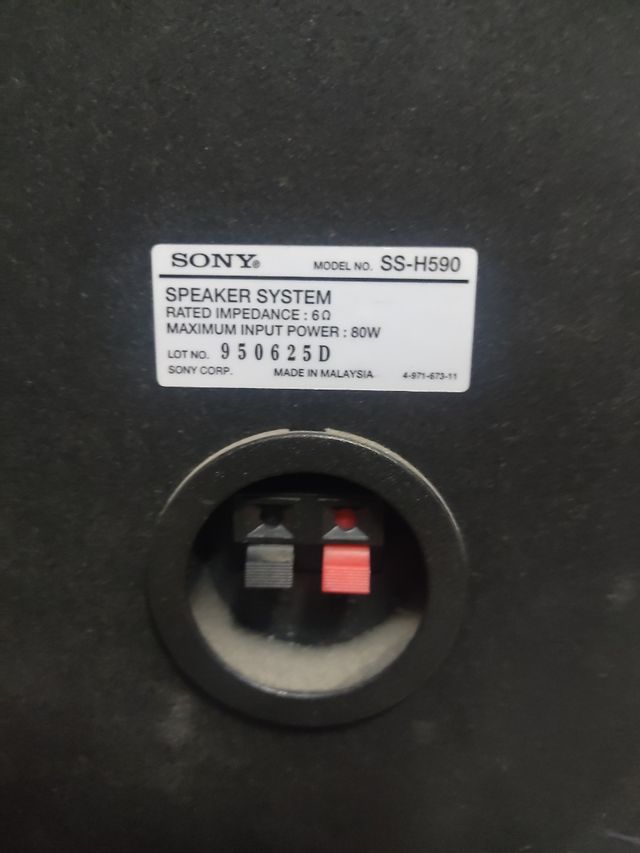 SONY® MODEL NO. SS-H590
SPEAKER SYSTEM
RATED IMPEDANCE : 6Ω
MAXIMUM INPUT POWER : 80W
LOT NO. 950625D
SONY CORP. MADE IN MALAYSIA 4-971-673-11